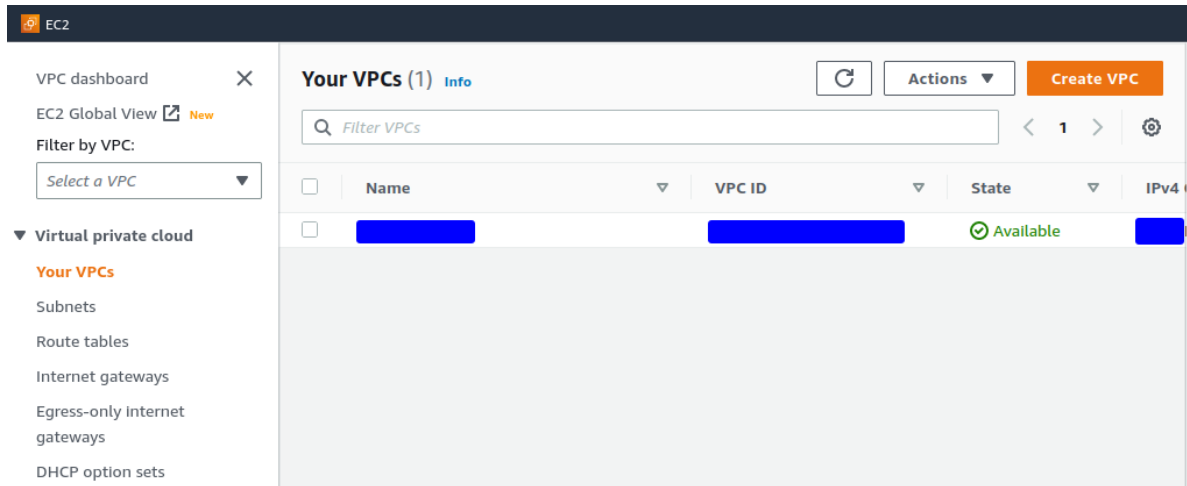 EC2
VPC dashboard
EC2 Global View New
Filter by VPC:
Select a VPC
Virtual private cloud
Your VPCs
Subnets
Route tables
Internet gateways
Egress-only internet
gateways
DHCP option sets
Your VPCs (1) Info
Actions
Create VPC
Filter VPCs
1
Name VPC ID State IPv4
Available